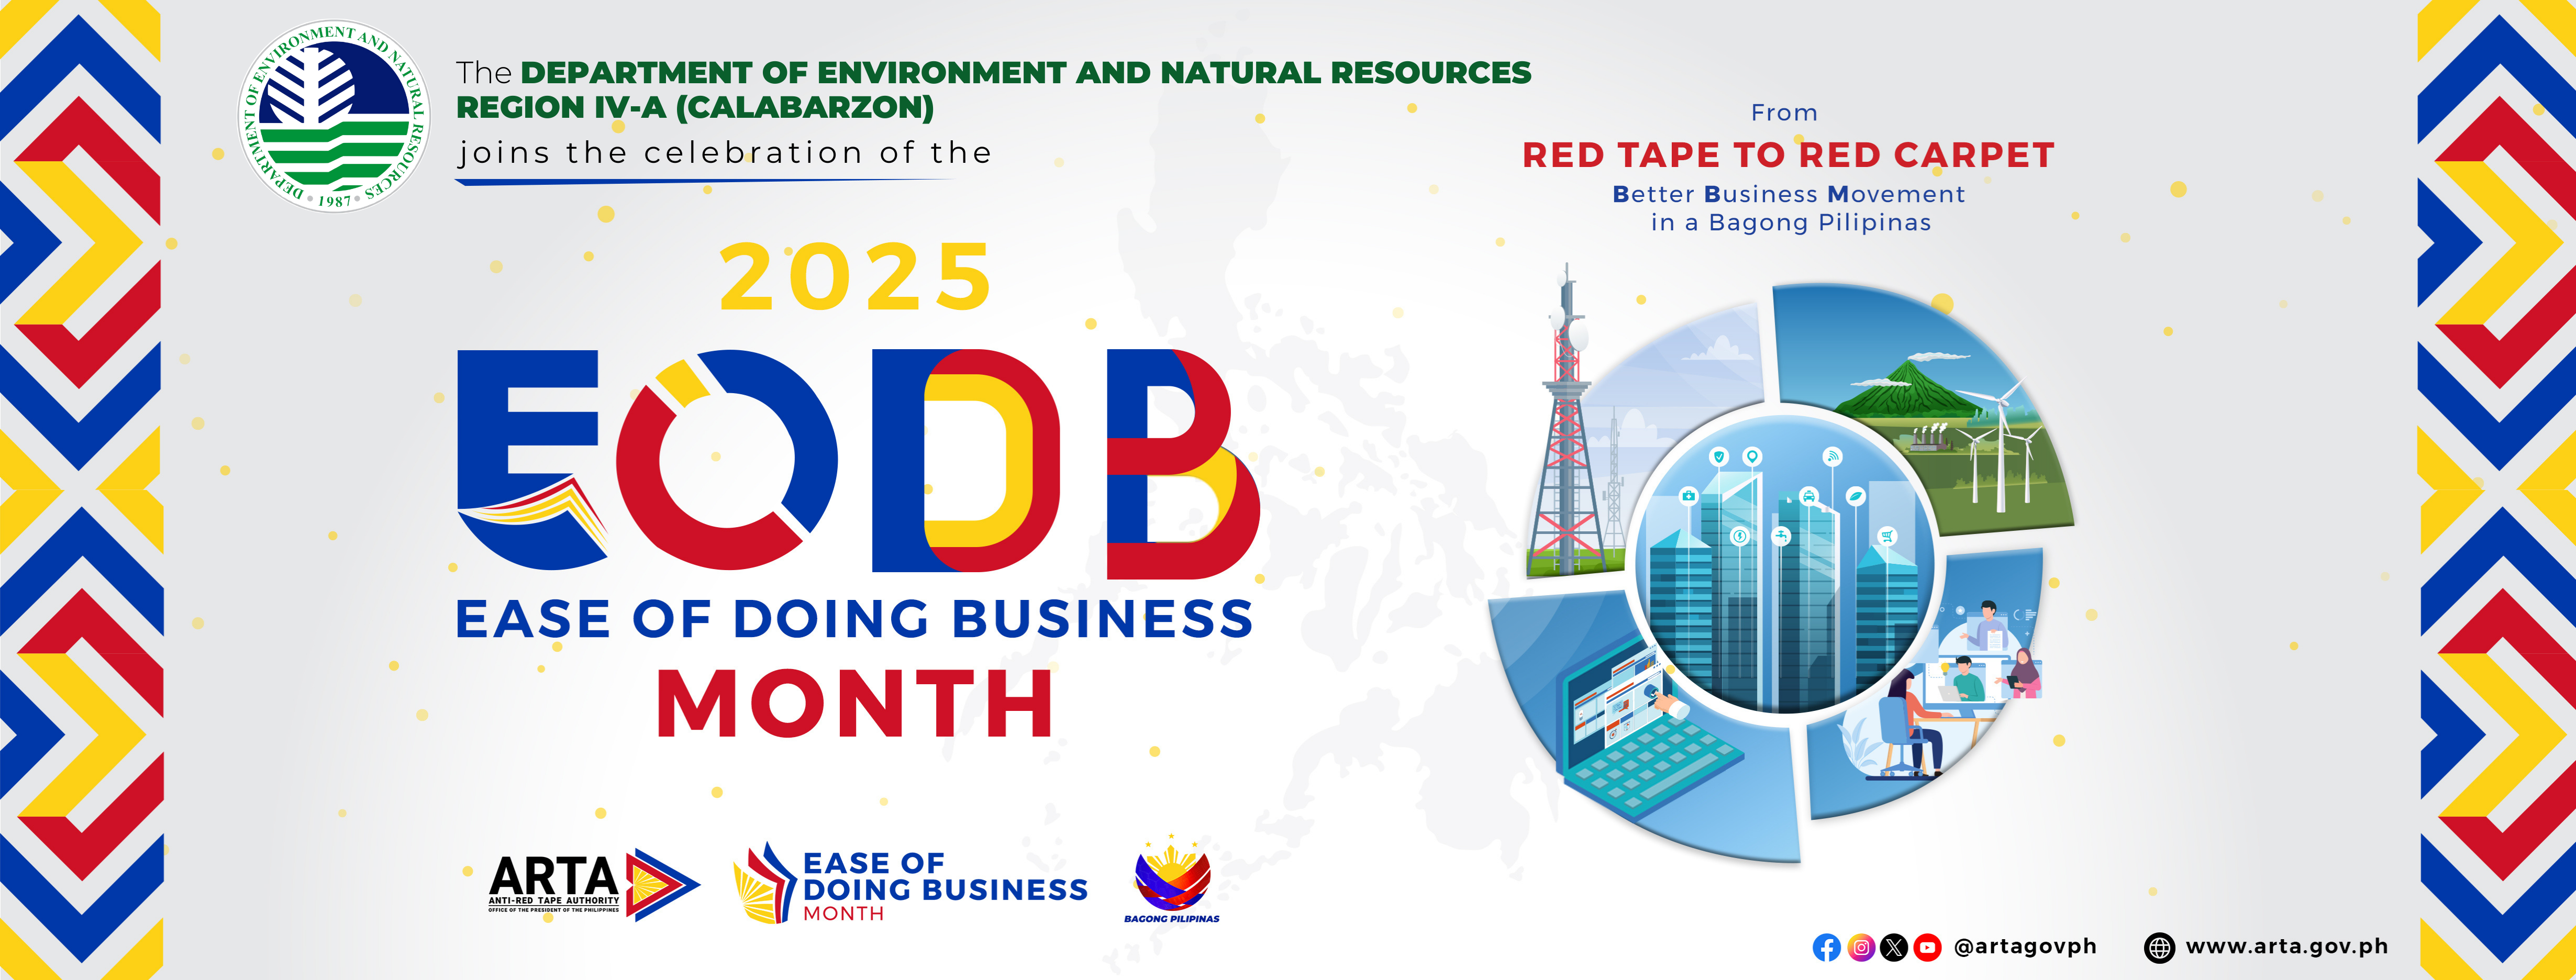 DEPARTMENT OF ENVIRONMENT AND NATURAL RESOURCES
1987
The DEPARTMENT OF ENVIRONMENT AND NATURAL RESOURCES
REGION IV-A (CALABARZON)
joins the celebration of the
2025
EODB
EASE OF DOING BUSINESS
MONTH
From
RED TAPE TO RED CARPET
Better Business Movement
in a Bagong Pilipinas
ARTA
ANTI-RED TAPE AUTHORITY
OFFICE OF THE PRESIDENT OF THE PHILIPPINES
EASE OF
DOING BUSINESS
MONTH
BAGONG PILIPINAS
@artagovph
www.arta.gov.ph